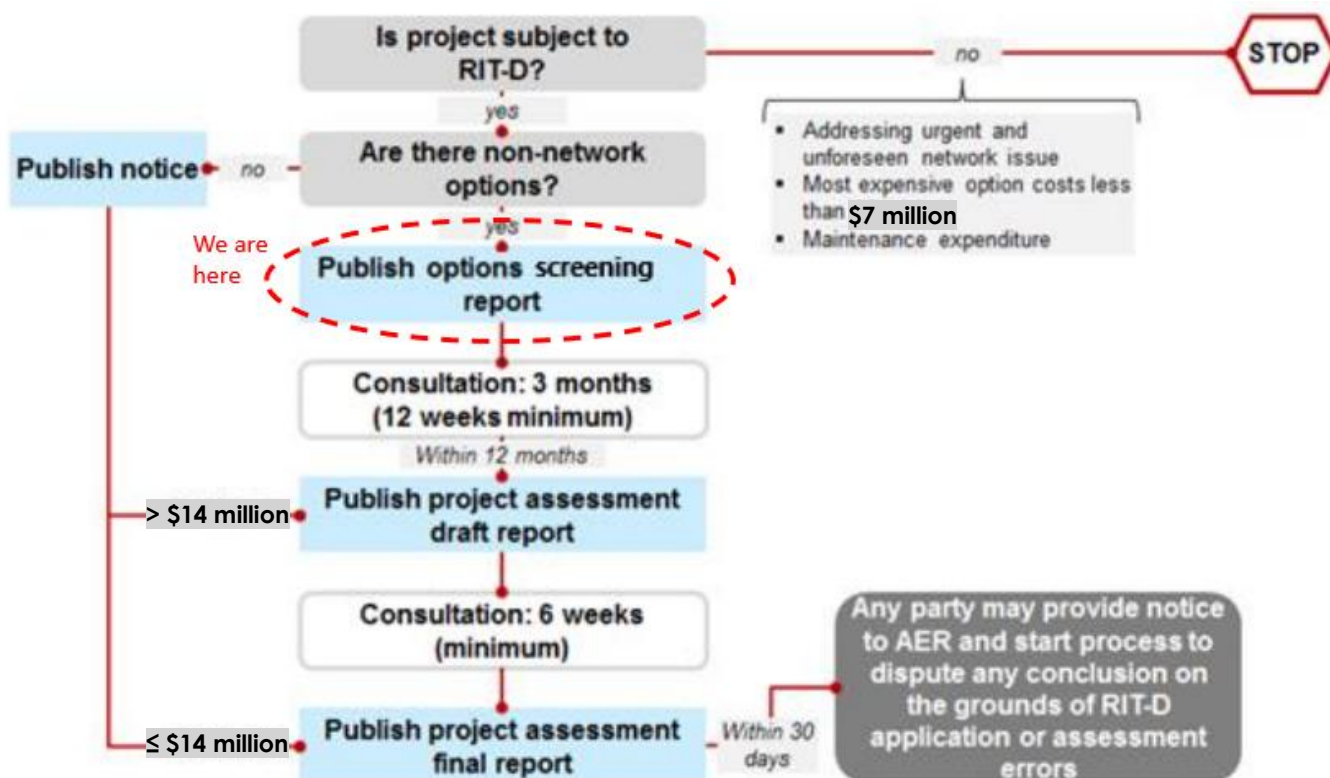 Is project subject to
RIT-D?
no
STOP
yes
▪ Addressing urgent and
unforeseen network issue
▪ Most expensive option costs less
than $7 million
▪ Maintenance expenditure
Publish notice
no
Are there non-network
options?
yes
We are
here
Publish options screening
report
Consultation: 3 months
(12 weeks minimum)
Within 12 months
> $14 million
Publish project assessment
draft report
Consultation: 6 weeks
(minimum)
≤ $14 million
Publish project assessment
final report
Within 30
days
Any party may provide notice
to AER and start process to
dispute any conclusion on
the grounds of RIT-D
application or assessment
errors